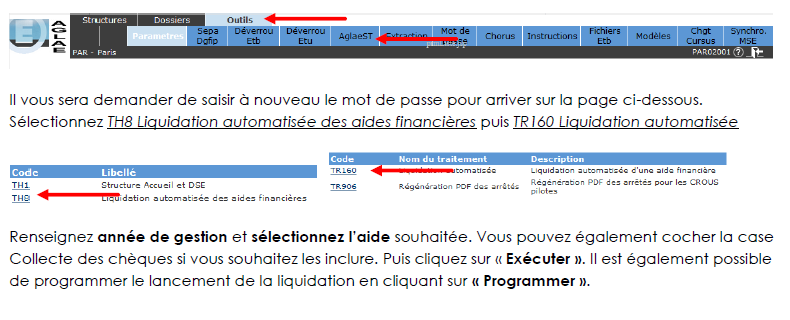 Structures Dossiers Outils
AGLAE Paramètres Sepa Dgfip Déverrou Etb Déverrou Etu AglaeST Extraction Mot de passe Chorus Instructions Fichiers Etb Modèles Chgt Cursus Synchro. MSE
PAR - Paris PAR02001
Il vous sera demander de saisir à nouveau le mot de passe pour arriver sur la page ci-dessous.
Sélectionnez TH8 Liquidation automatisée des aides financières puis TR160 Liquidation automatisée
Code Libellé
TH1 Structure Accueil et DSE
TH8 Liquidation automatisée des aides financières
Code Nom du traitement Description
TR160 Liquidation automatisée Liquidation automatisée d'une aide financière
TR906 Régénération PDF des arrêtés Régénération PDF des arrêtés pour les CROUS
pilotes
Renseignez année de gestion et sélectionnez l'aide souhaitée. Vous pouvez également cocher la case
Collecte des chèques si vous souhaitez les inclure. Puis cliquez sur « Exécuter ». Il est également possible
de programmer le lancement de la liquidation en cliquant sur « Programmer ».